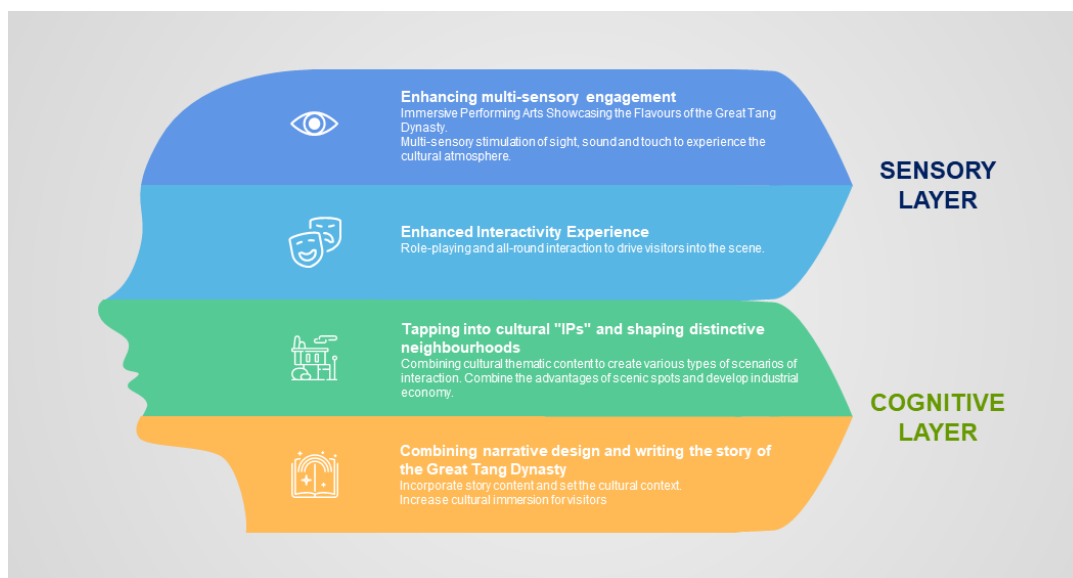 Enhancing multi-sensory engagement
Immersive Performing Arts Showcasing the Flavours of the Great Tang
Dynasty.
Multi-sensory stimulation of sight, sound and touch to experience the
cultural atmosphere.
SENSORY
LAYER
Enhanced Interactivity Experience
Role-playing and all-round interaction to drive visitors into the scene.
Tapping into cultural "IPs" and shaping distinctive
neighbourhoods
Combining cultural thematic content to create various types of scenarios of
interaction. Combine the advantages of scenic spots and develop industrial
economy.
COGNITIVE
LAYER
Combining narrative design and writing the story of
the Great Tang Dynasty
Incorporate story content and set the cultural context.
Increase cultural immersion for visitors